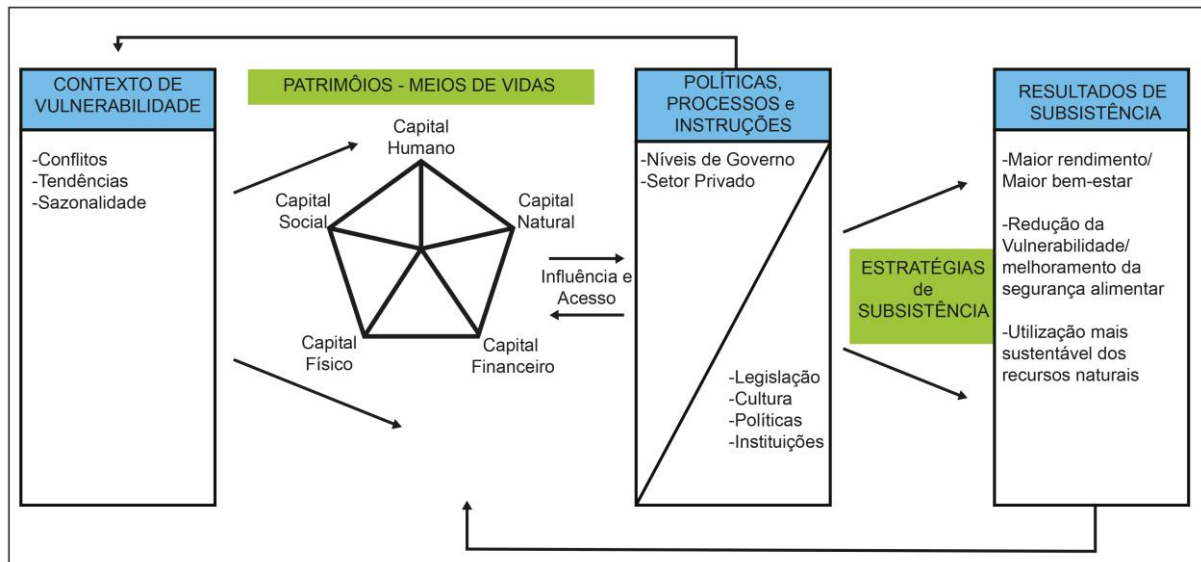 CONTEXTO DE
VULNERABILIDADE
-Conflitos
-Tendências
-Sazonalidade
PATRIMÔIOS - MEIOS DE VIDAS
Capital
Humano
Capital
Social
Capital
Natural
Capital
Físico
Capital
Financeiro
Influência e
Acesso
POLÍTICAS,
PROCESSOS e
INSTRUÇÕES
-Níveis de Governo
-Setor Privado
-Legislação
-Cultura
-Políticas
-Instituições
ESTRATÉGIAS
de
SUBSISTÊNCIA
RESULTADOS DE
SUBSISTÊNCIA
-Maior rendimento/
Maior bem-estar
-Redução da
Vulnerabilidade/
melhoramento da
segurança alimentar
-Utilização mais
sustentável dos
recursos naturais